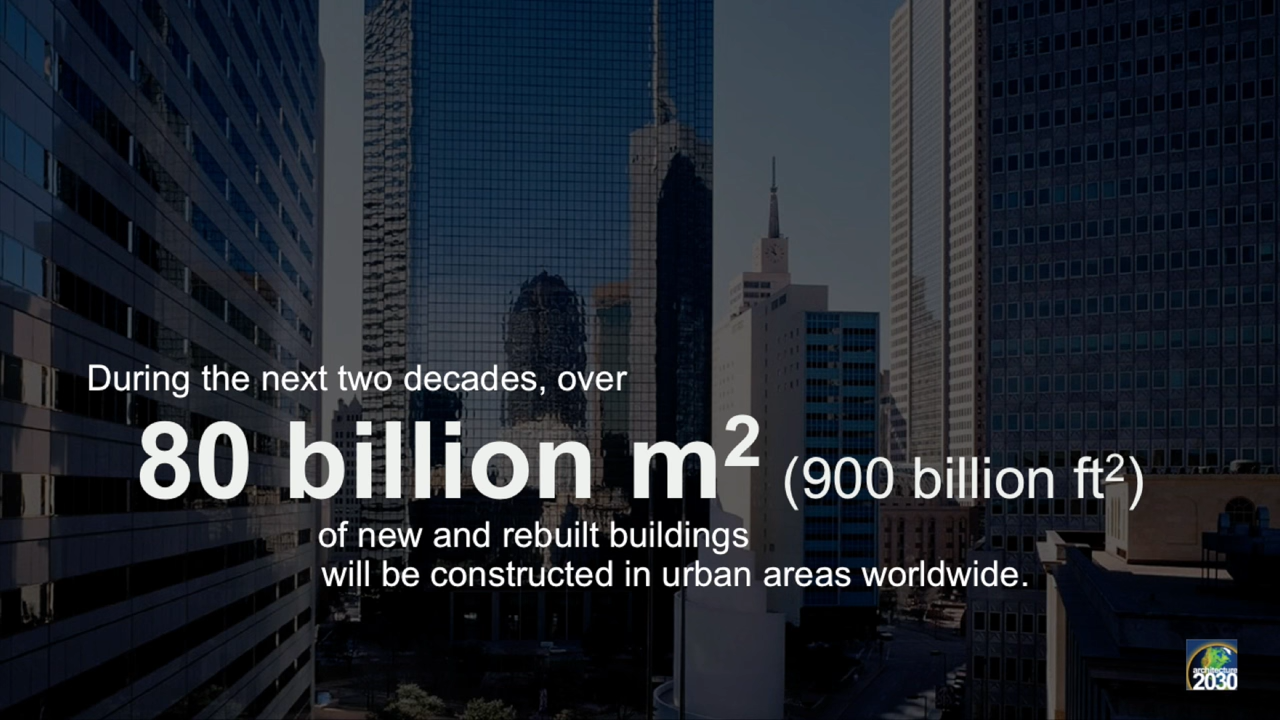 During the next two decades, over
80 billion m² (900 billion ft²)
of new and rebuilt buildings
will be constructed in urban areas worldwide.
architecture
2030